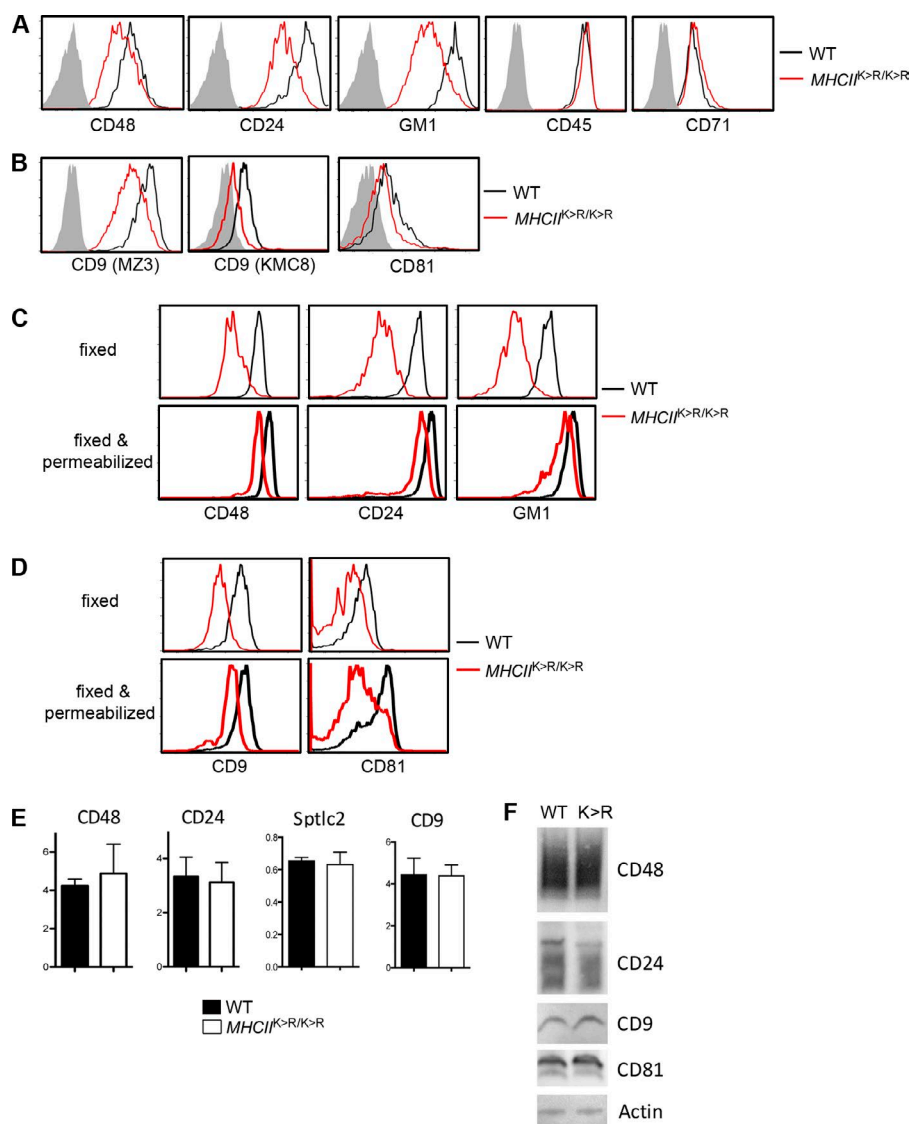 A
CD48 CD24 GM1 CD45 CD71
WT
MHCII^K>R/K>R
B
CD9 (MZ3) CD9 (KMC8) CD81
WT
MHCII^K>R/K>R
C
fixed
fixed &
permeabilized
CD48 CD24 GM1
WT
MHCII^K>R/K>R
D
fixed
fixed &
permeabilized
CD9 CD81
WT
MHCII^K>R/K>R
E
CD48 CD24 Sptlc2 CD9
6 4 2 0
4 2 0
0.8 0.6 0.4 0.2 0.0
6 4 2 0
WT
MHCII^K>R/K>R
F
WT K>R
CD48
CD24
CD9
CD81
Actin